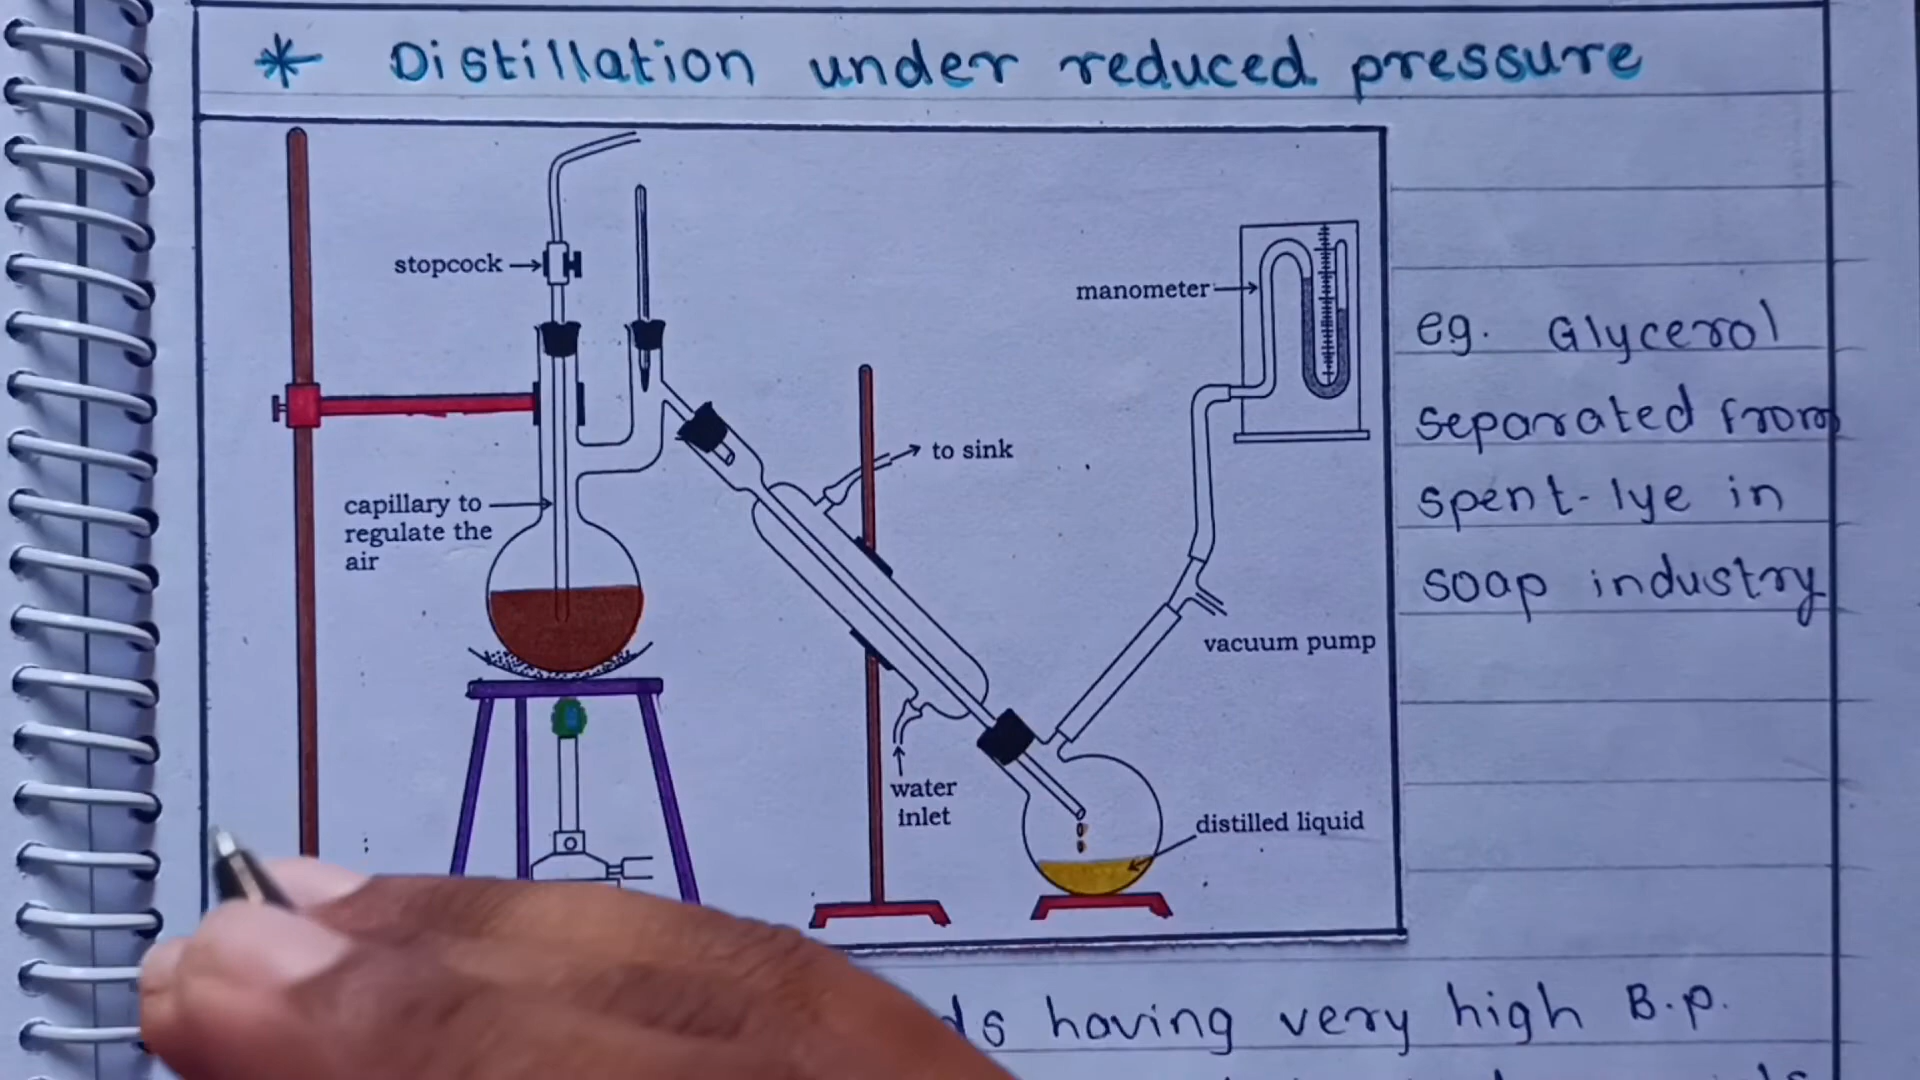 * Distillation under reduced pressure
stopcock
manometer
to sink
capillary to
regulate the
air
vacuum pump
water
inlet
distilled liquid
eg. Glycerol
separated from
spent-lye in
soap industry
having very high B.p.